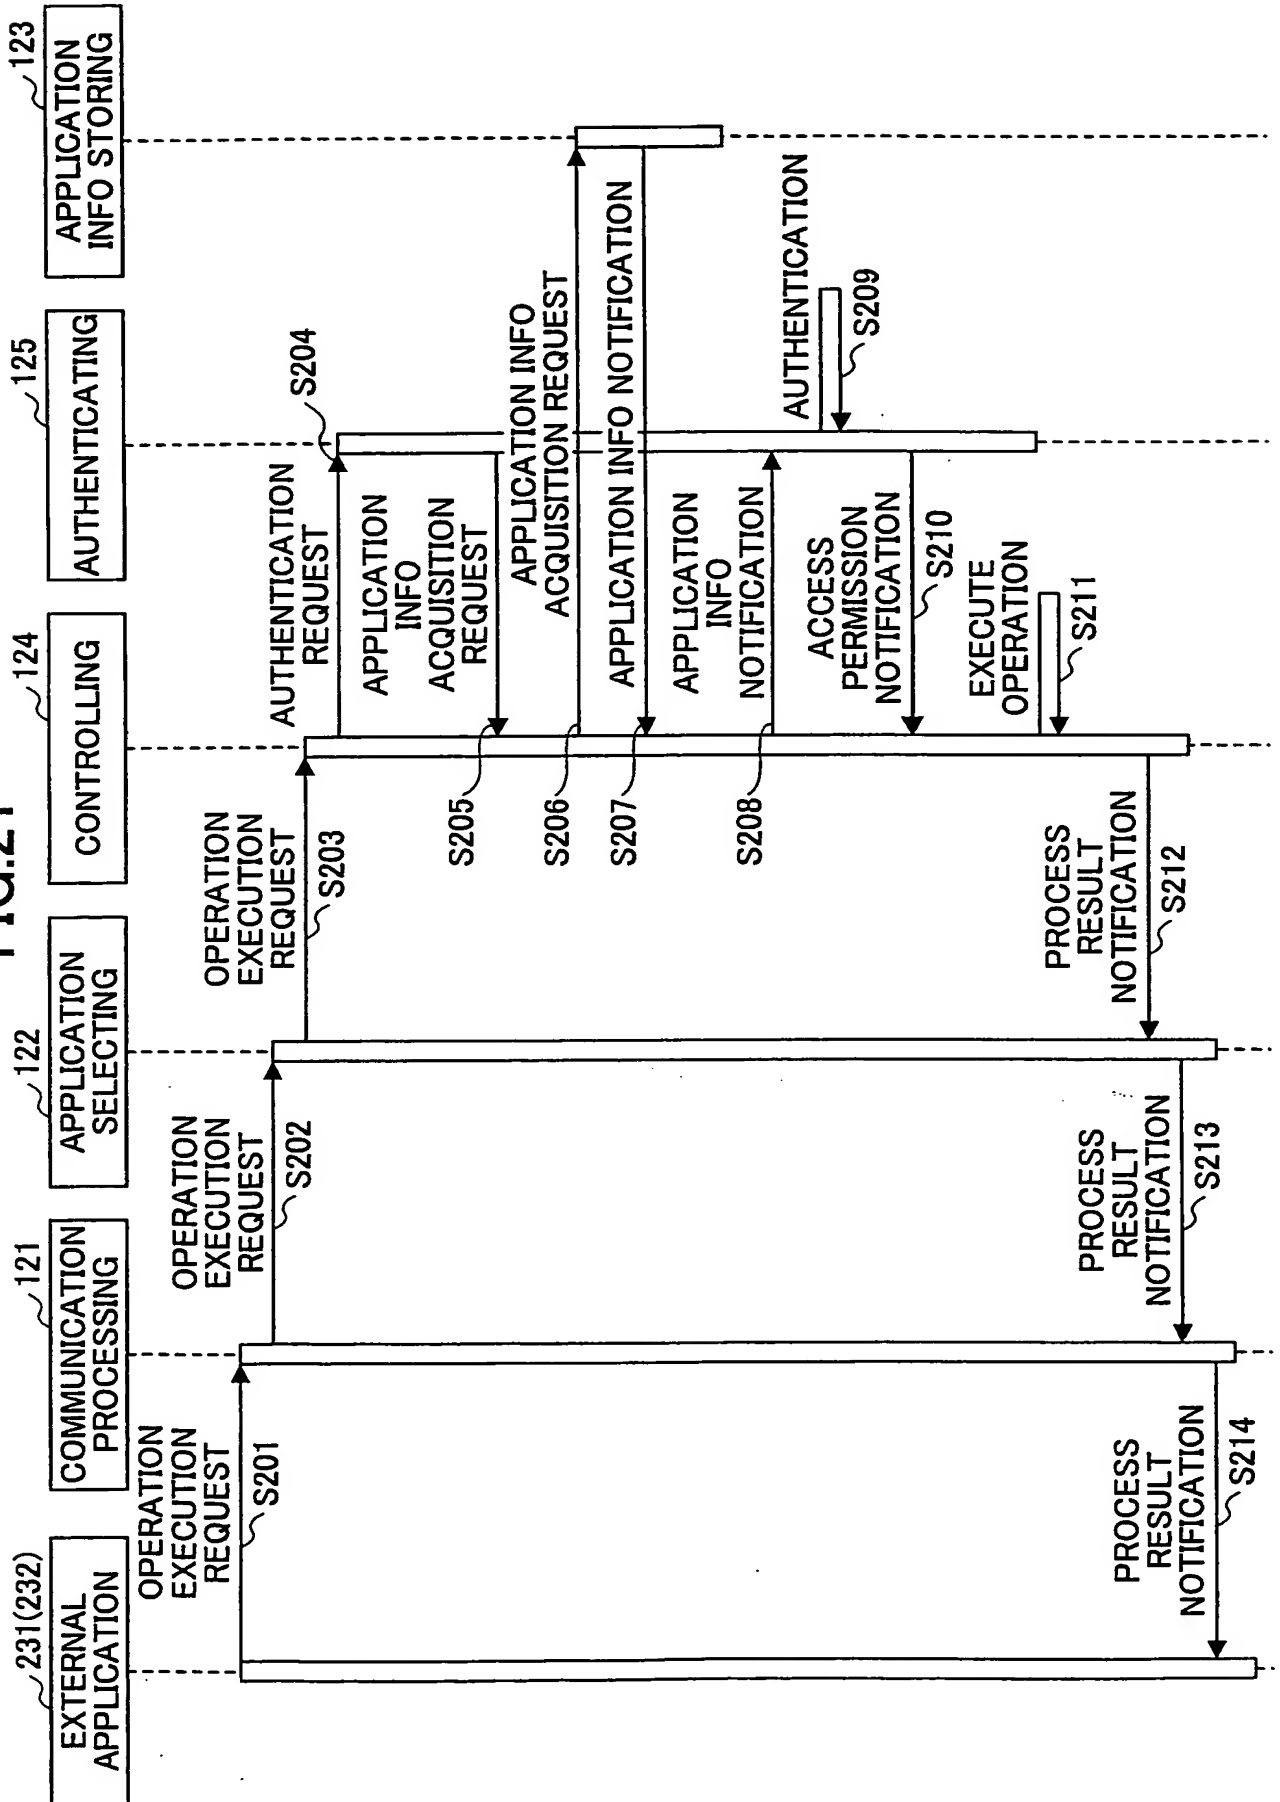 FIG.21
231(232)
EXTERNAL
APPLICATION
121
COMMUNICATION
PROCESSING
122
APPLICATION
SELECTING
124
CONTROLLING
125
AUTHENTICATING
123
APPLICATION
INFO STORING
OPERATION
EXECUTION
REQUEST
S201
OPERATION
EXECUTION
REQUEST
S202
OPERATION
EXECUTION
REQUEST
S203
AUTHENTICATION
REQUEST
S204
APPLICATION
INFO
ACQUISITION
REQUEST
S205
APPLICATION INFO
ACQUISITION REQUEST
S206
APPLICATION INFO NOTIFICATION
S207
APPLICATION
INFO
NOTIFICATION
S208
AUTHENTICATION
S209
ACCESS
PERMISSION
NOTIFICATION
S210
EXECUTE
OPERATION
S211
PROCESS
RESULT
NOTIFICATION
S212
PROCESS
RESULT
NOTIFICATION
S213
PROCESS
RESULT
NOTIFICATION
S214